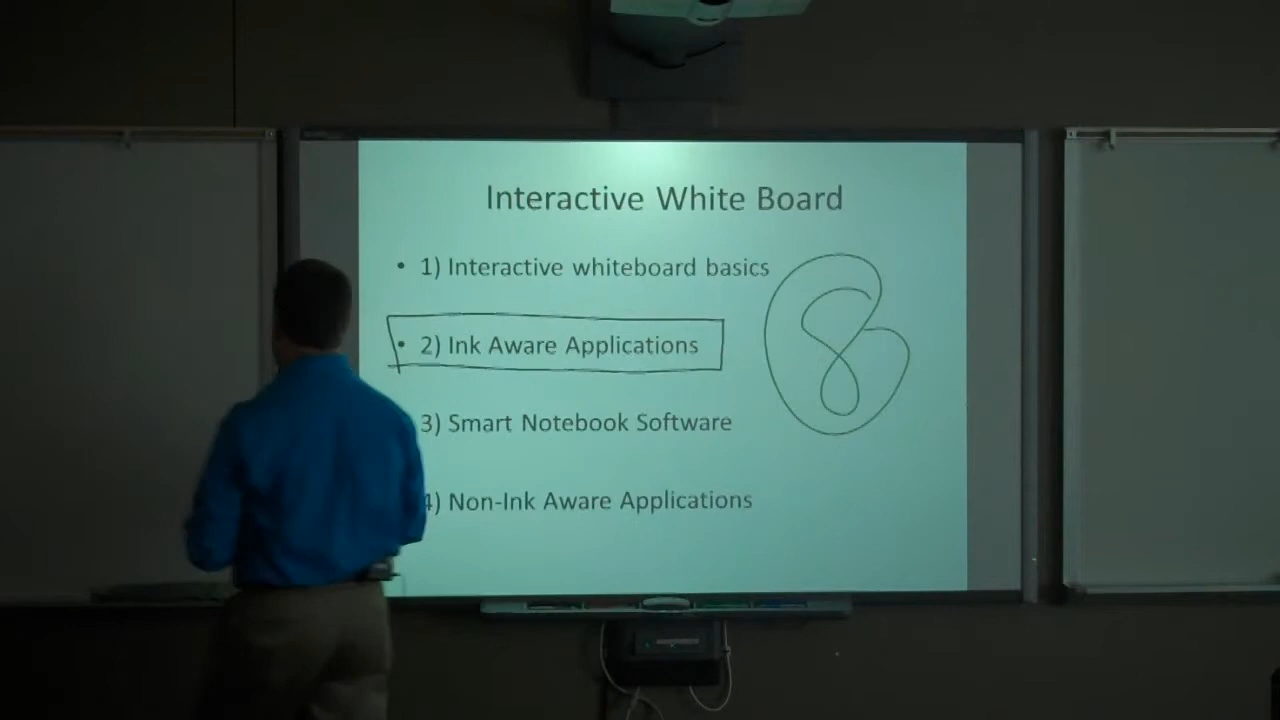 Interactive White Board
• 1) Interactive whiteboard basics
• 2) Ink Aware Applications
3) Smart Notebook Software
4) Non-Ink Aware Applications